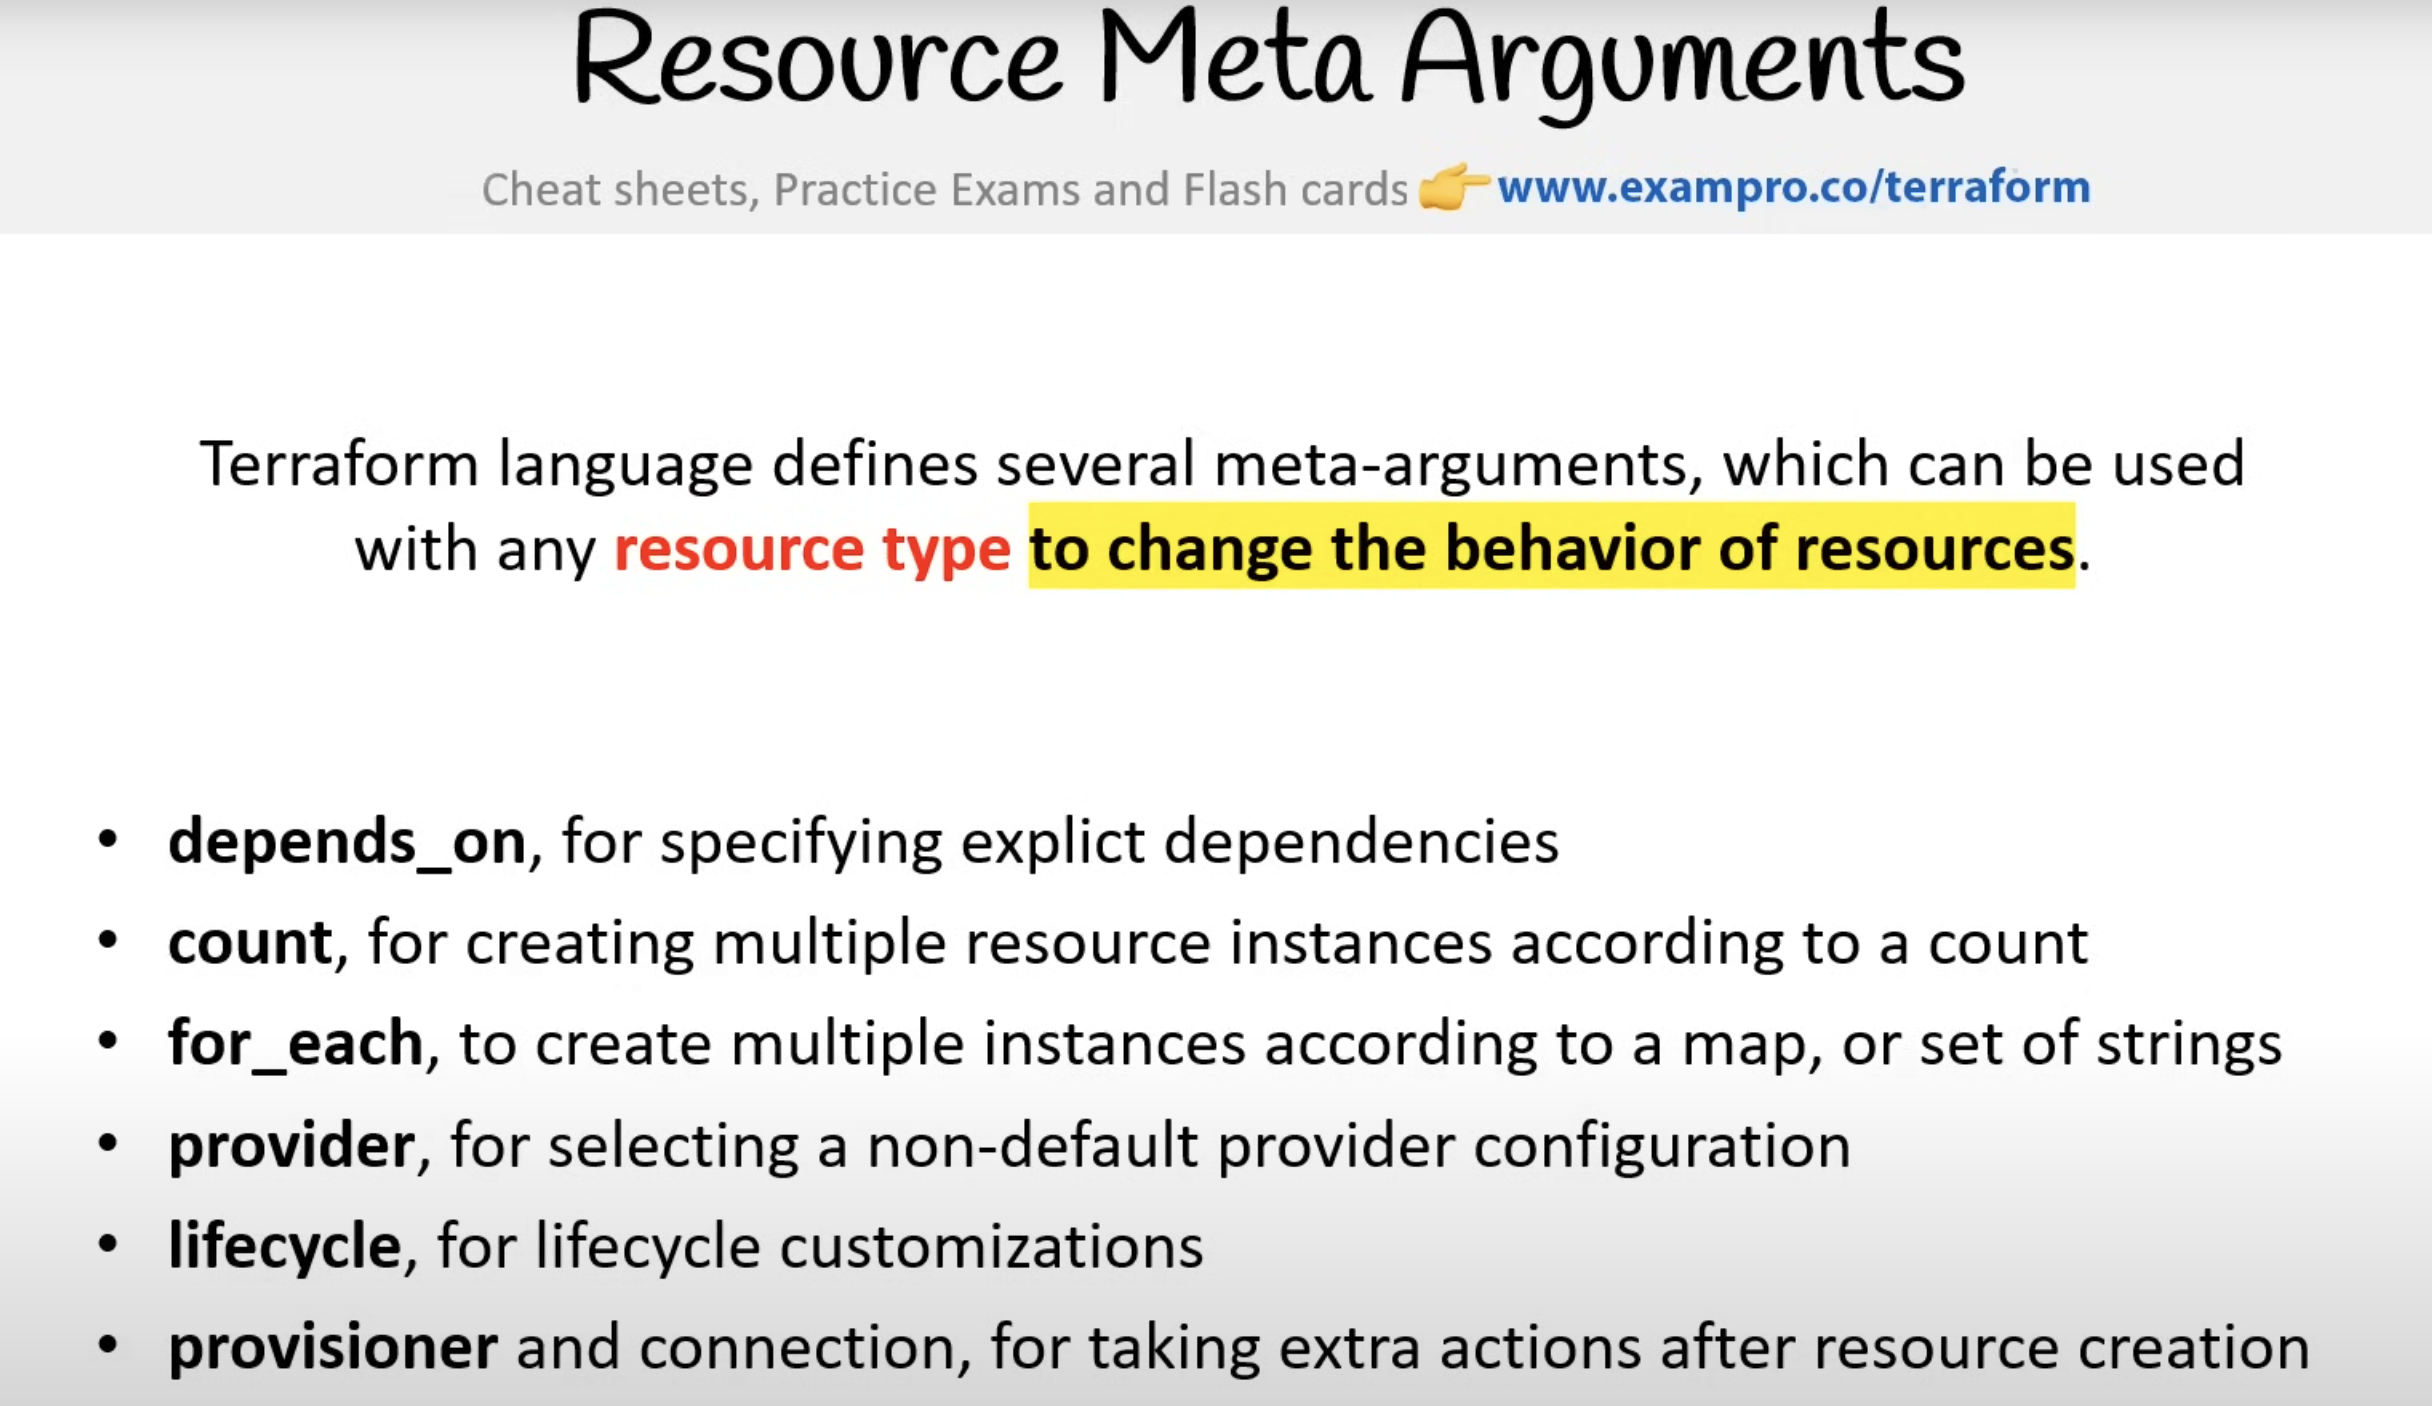 Resource Meta Arguments
Cheat sheets, Practice Exams and Flash cards 👉 www.exampro.co/terraform
Terraform language defines several meta-arguments, which can be used
with any resource type to change the behavior of resources.
• depends_on, for specifying explict dependencies
• count, for creating multiple resource instances according to a count
• for_each, to create multiple instances according to a map, or set of strings
• provider, for selecting a non-default provider configuration
• lifecycle, for lifecycle customizations
• provisioner and connection, for taking extra actions after resource creation